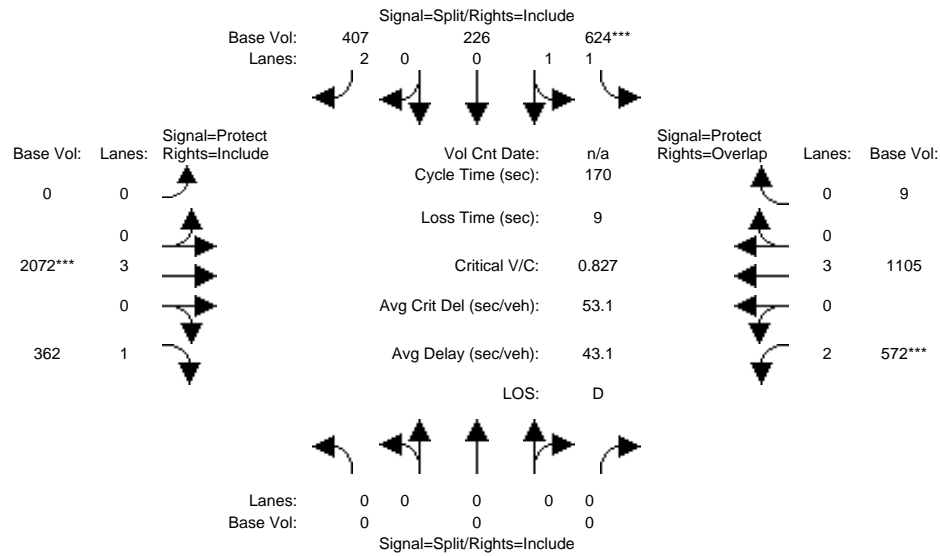 Signal=Split/Rights=Include
Base Vol: 407 226 624***
Lanes: 2 0 0 1 1
Signal=Protect Signal=Protect
Base Vol: Lanes: Rights=Include Vol Cnt Date: n/a Rights=Overlap Lanes: Base Vol:
Cycle Time (sec): 170
0 0 0 9
Loss Time (sec): 9
0 0
2072*** 3 Critical V/C: 0.827 3 1105
0 Avg Crit Del (sec/veh): 53.1 0
362 1 Avg Delay (sec/veh): 43.1 2 572***
LOS: D
Lanes: 0 0 0 0 0
Base Vol: 0 0 0
Signal=Split/Rights=Include